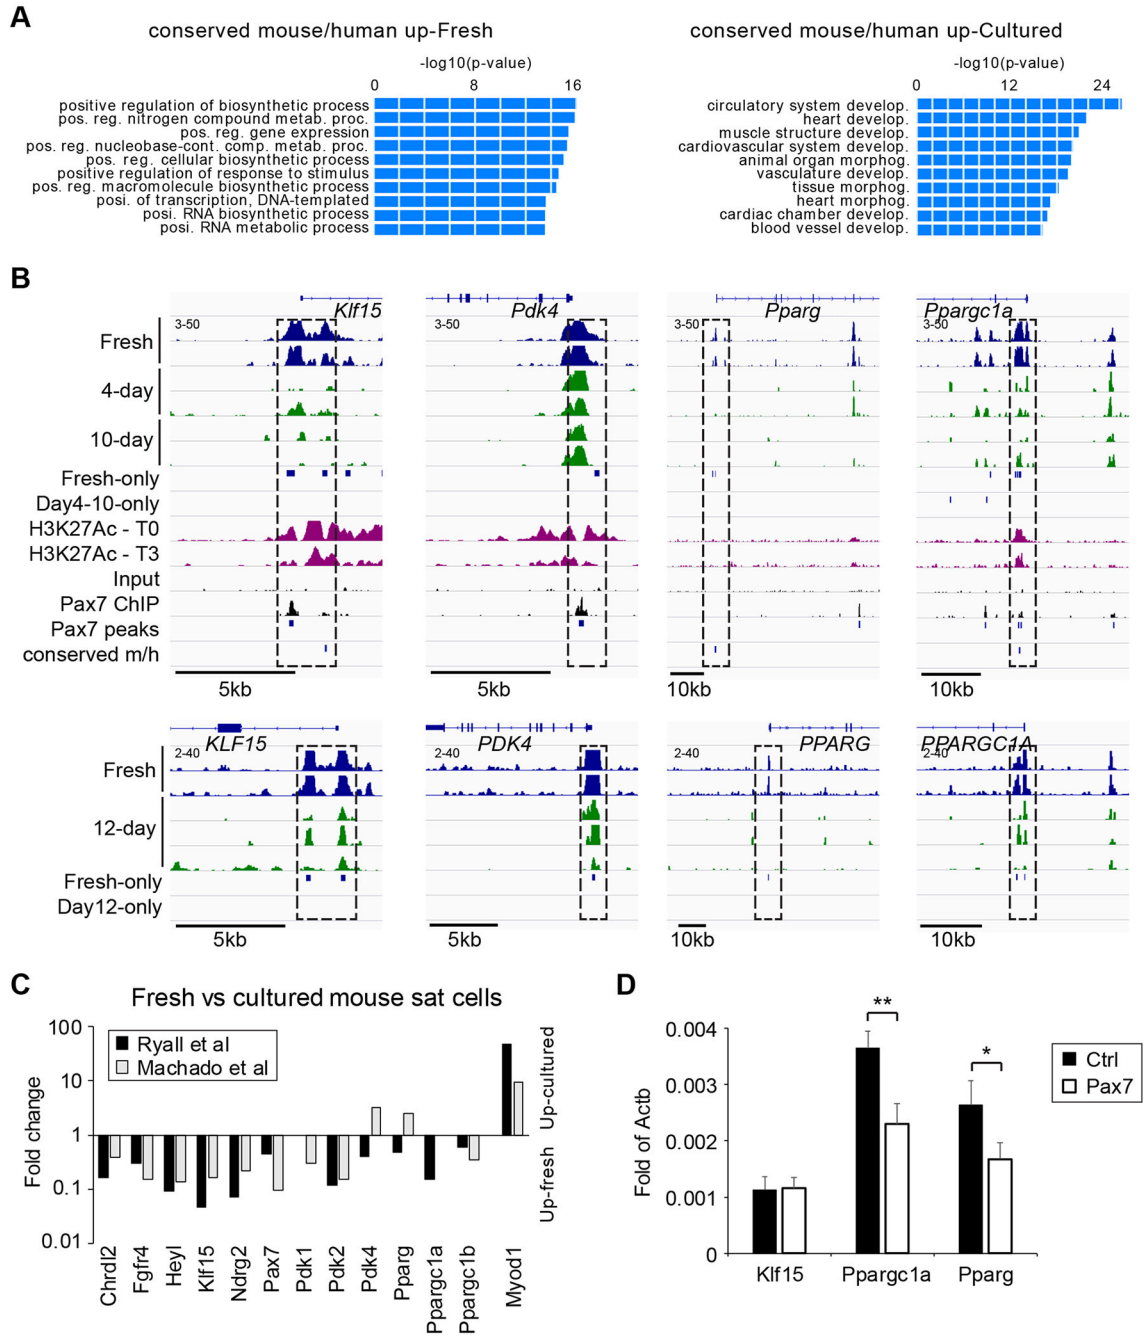 A
conserved mouse/human up-Fresh
-log10(p-value)
0 8 16
positive regulation of biosynthetic process
pos. reg. nitrogen compound metab. proc.
pos. reg. gene expression
pos. reg. nucleobase-cont. comp. metab. proc.
pos. reg. cellular biosynthetic process
positive regulation of response to stimulus
pos. reg. macromolecule biosynthetic process
posi. of transcription, DNA-templated
posi. RNA biosynthetic process
posi. RNA metabolic process
conserved mouse/human up-Cultured
-log10(p-value)
0 12 24
circulatory system develop.
heart develop.
muscle structure develop.
cardiovascular system develop.
animal organ morphog.
vasculature develop.
tissue morphog.
heart morphog.
cardiac chamber develop.
blood vessel develop.
B
Klf15 Pdk4 Pparg Ppargc1a
3-50 3-50 3-50 3-50
Fresh
4-day
10-day
Fresh-only
Day4-10-only
H3K27Ac - T0
H3K27Ac - T3
Input
Pax7 ChIP
Pax7 peaks
conserved m/h
5kb 5kb 10kb 10kb
KLF15 PDK4 PPARG PPARGC1A
2-40 2-40 2-40 2-40
Fresh
12-day
Fresh-only
Day12-only
5kb 5kb 10kb 10kb
C
Fresh vs cultured mouse sat cells
Ryall et al
Machado et al
Fold change
100
10
1
0.1
0.01
Up-cultured
Up-fresh
Chrdl2
Fgfr4
Heyl
Klf15
Ndrg2
Pax7
Pdk1
Pdk2
Pdk4
Pparg
Ppargc1a
Ppargc1b
Myod1
D
Fold of Actb
0.004
0.003
0.002
0.001
0
**
*
Ctrl
Pax7
Klf15 Ppargc1a Pparg